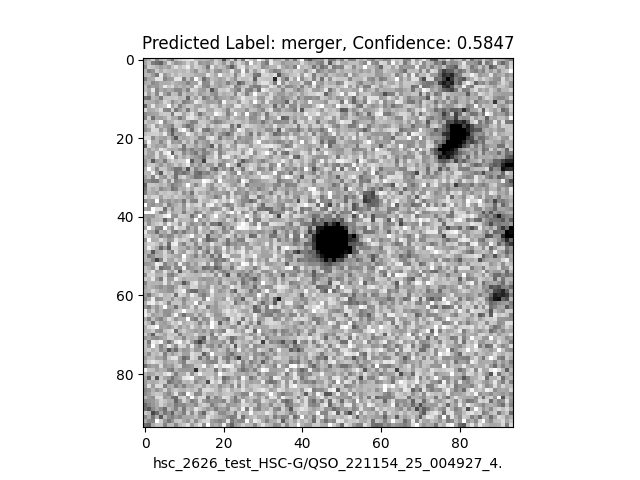 Predicted Label: merger, Confidence: 0.5847
0
20
40
60
80
0 20 40 60 80
hsc_2626_test_HSC-G/QSO_221154_25_004927_4.